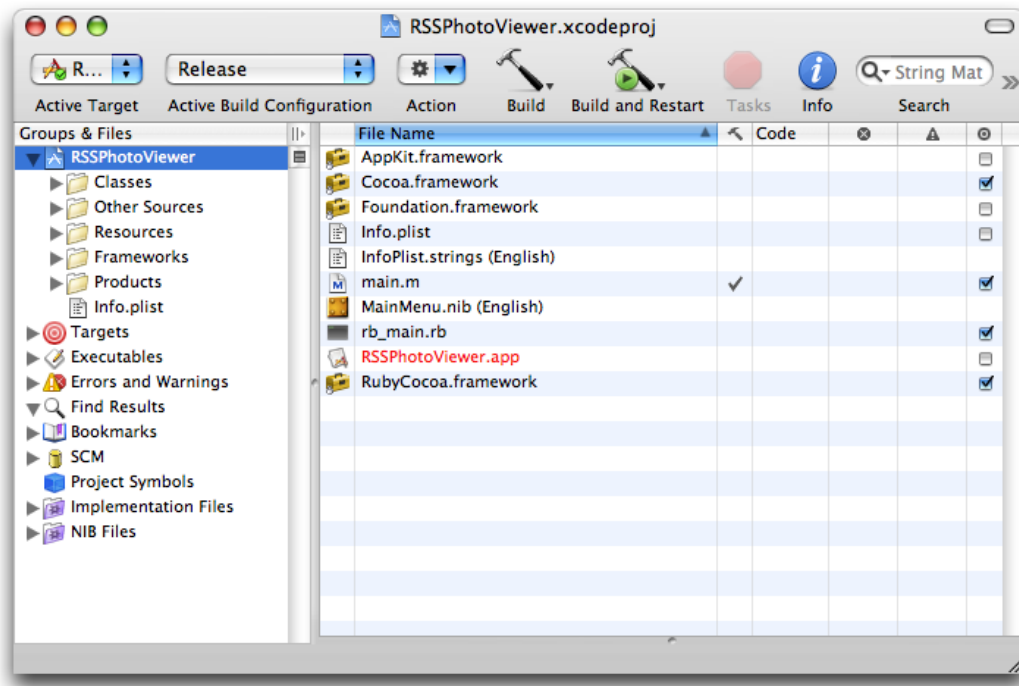 RSSPhotoViewer.xcodeproj
R... Release String Mat
Active Target Active Build Configuration Action Build Build and Restart Tasks Info Search
Groups & Files File Name Code
RSSPhotoViewer AppKit.framework
Classes Cocoa.framework
Other Sources Foundation.framework
Resources Info.plist
Frameworks InfoPlist.strings (English)
Products main.m
Info.plist MainMenu.nib (English)
Targets rb_main.rb
Executables RSSPhotoViewer.app
Errors and Warnings RubyCocoa.framework
Find Results
Bookmarks
SCM
Project Symbols
Implementation Files
NIB Files